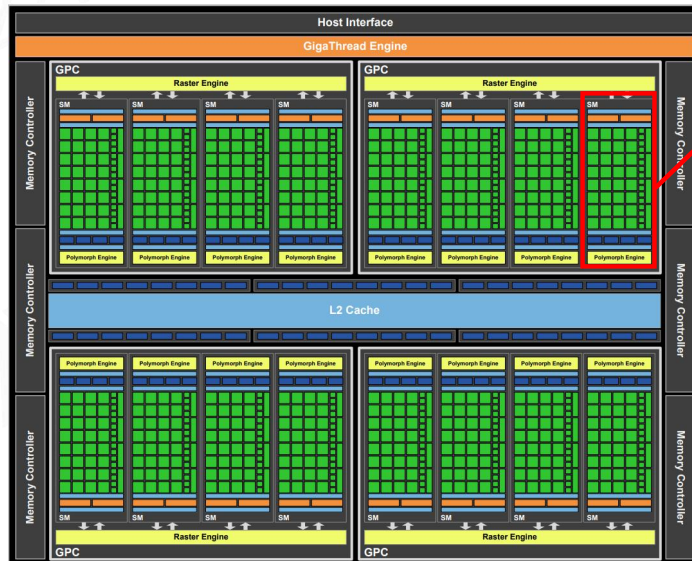 Host Interface
GigaThread Engine
Memory Controller
Memory Controller
Memory Controller
GPC
Raster Engine
SM
SM
SM
SM
Polymorph Engine
Polymorph Engine
Polymorph Engine
Polymorph Engine
GPC
Raster Engine
SM
SM
SM
SM
Polymorph Engine
Polymorph Engine
Polymorph Engine
Polymorph Engine
L2 Cache
Polymorph Engine
Polymorph Engine
Polymorph Engine
Polymorph Engine
SM
SM
SM
SM
Raster Engine
GPC
Polymorph Engine
Polymorph Engine
Polymorph Engine
Polymorph Engine
SM
SM
SM
SM
Raster Engine
GPC
Memory Controller
Memory Controller
Memory Controller